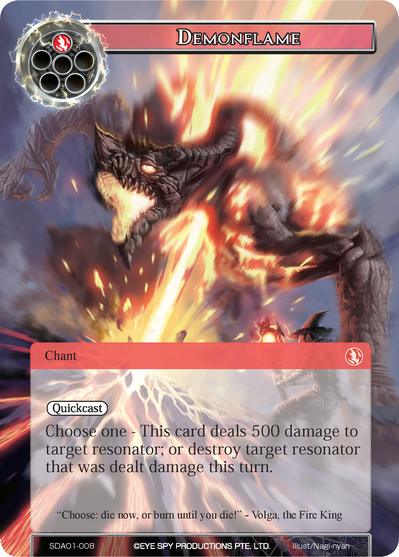 DEMONFLAME
Chant
Quickcast
Choose one - This card deals 500 damage to
target resonator; or destroy target resonator
that was dealt damage this turn.
“Choose: die now, or burn until you die!” - Volga, the Fire King
SDAO1-008 ©EYE SPY PRODUCTIONS PTE. LTD. Illust/Nagi-nyan